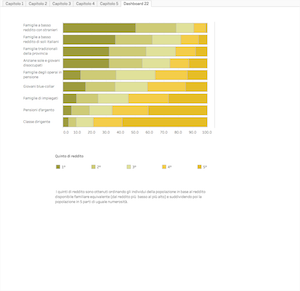 Capitolo 1 Capitolo 2 Capitolo 3 Capitolo 4 Capitolo 5 Dashboard 22
Famiglie a basso
reddito con stranieri
Famiglie a basso
reddito di soli italiani
Famiglie tradizionali
della provincia
Anziane sole e giovani
disoccupati
Famiglie degli operai in
pensione
Giovani blue-collar
Famiglie di impiegati
Pensioni d'argento
Classe dirigente
0.0 10.0 20.0 30.0 40.0 50.0 60.0 70.0 80.0 90.0 100.0
Quinto di reddito
1° 2° 3° 4° 5°
I quinti di reddito sono ottenuti ordinando gli individui della popolazione in base al reddito
disponibile familiare equivalente (dal reddito più basso al più alto) e suddividendo poi la
popolazione in 5 parti di uguale numerosità.